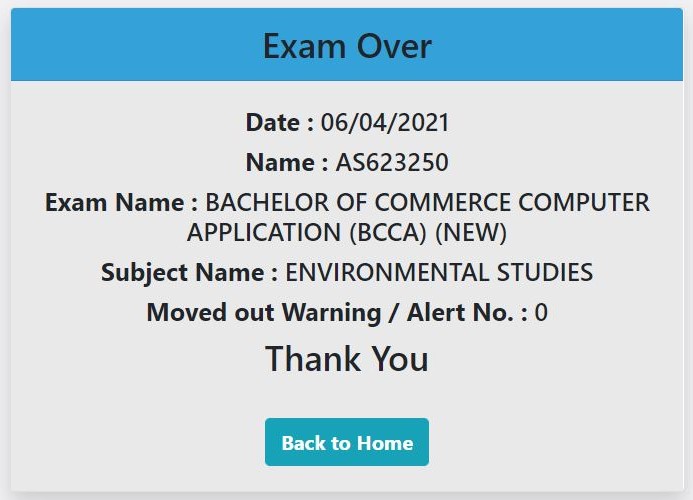 Exam Over
Date : 06/04/2021
Name : AS623250
Exam Name : BACHELOR OF COMMERCE COMPUTER
APPLICATION (BCCA) (NEW)
Subject Name : ENVIRONMENTAL STUDIES
Moved out Warning / Alert No. : 0
Thank You
Back to Home